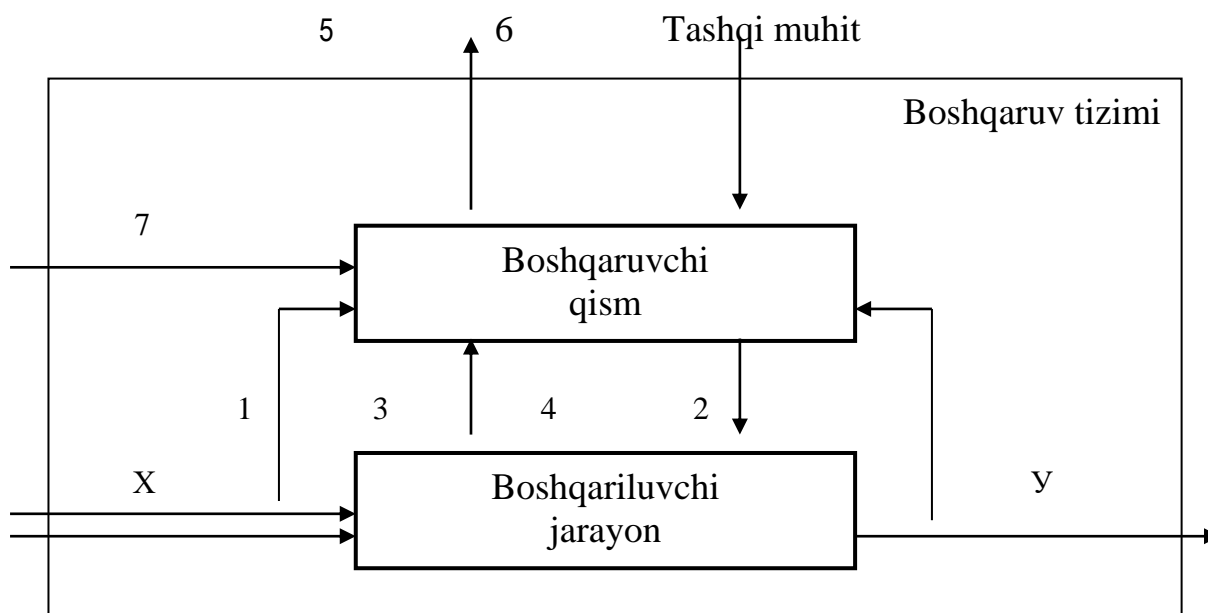 5 6 Tashqi muhit
Boshqaruv tizimi
7
Boshqaruvchi
qism
1 3 4 2
X У
Boshqariluvchi
jarayon